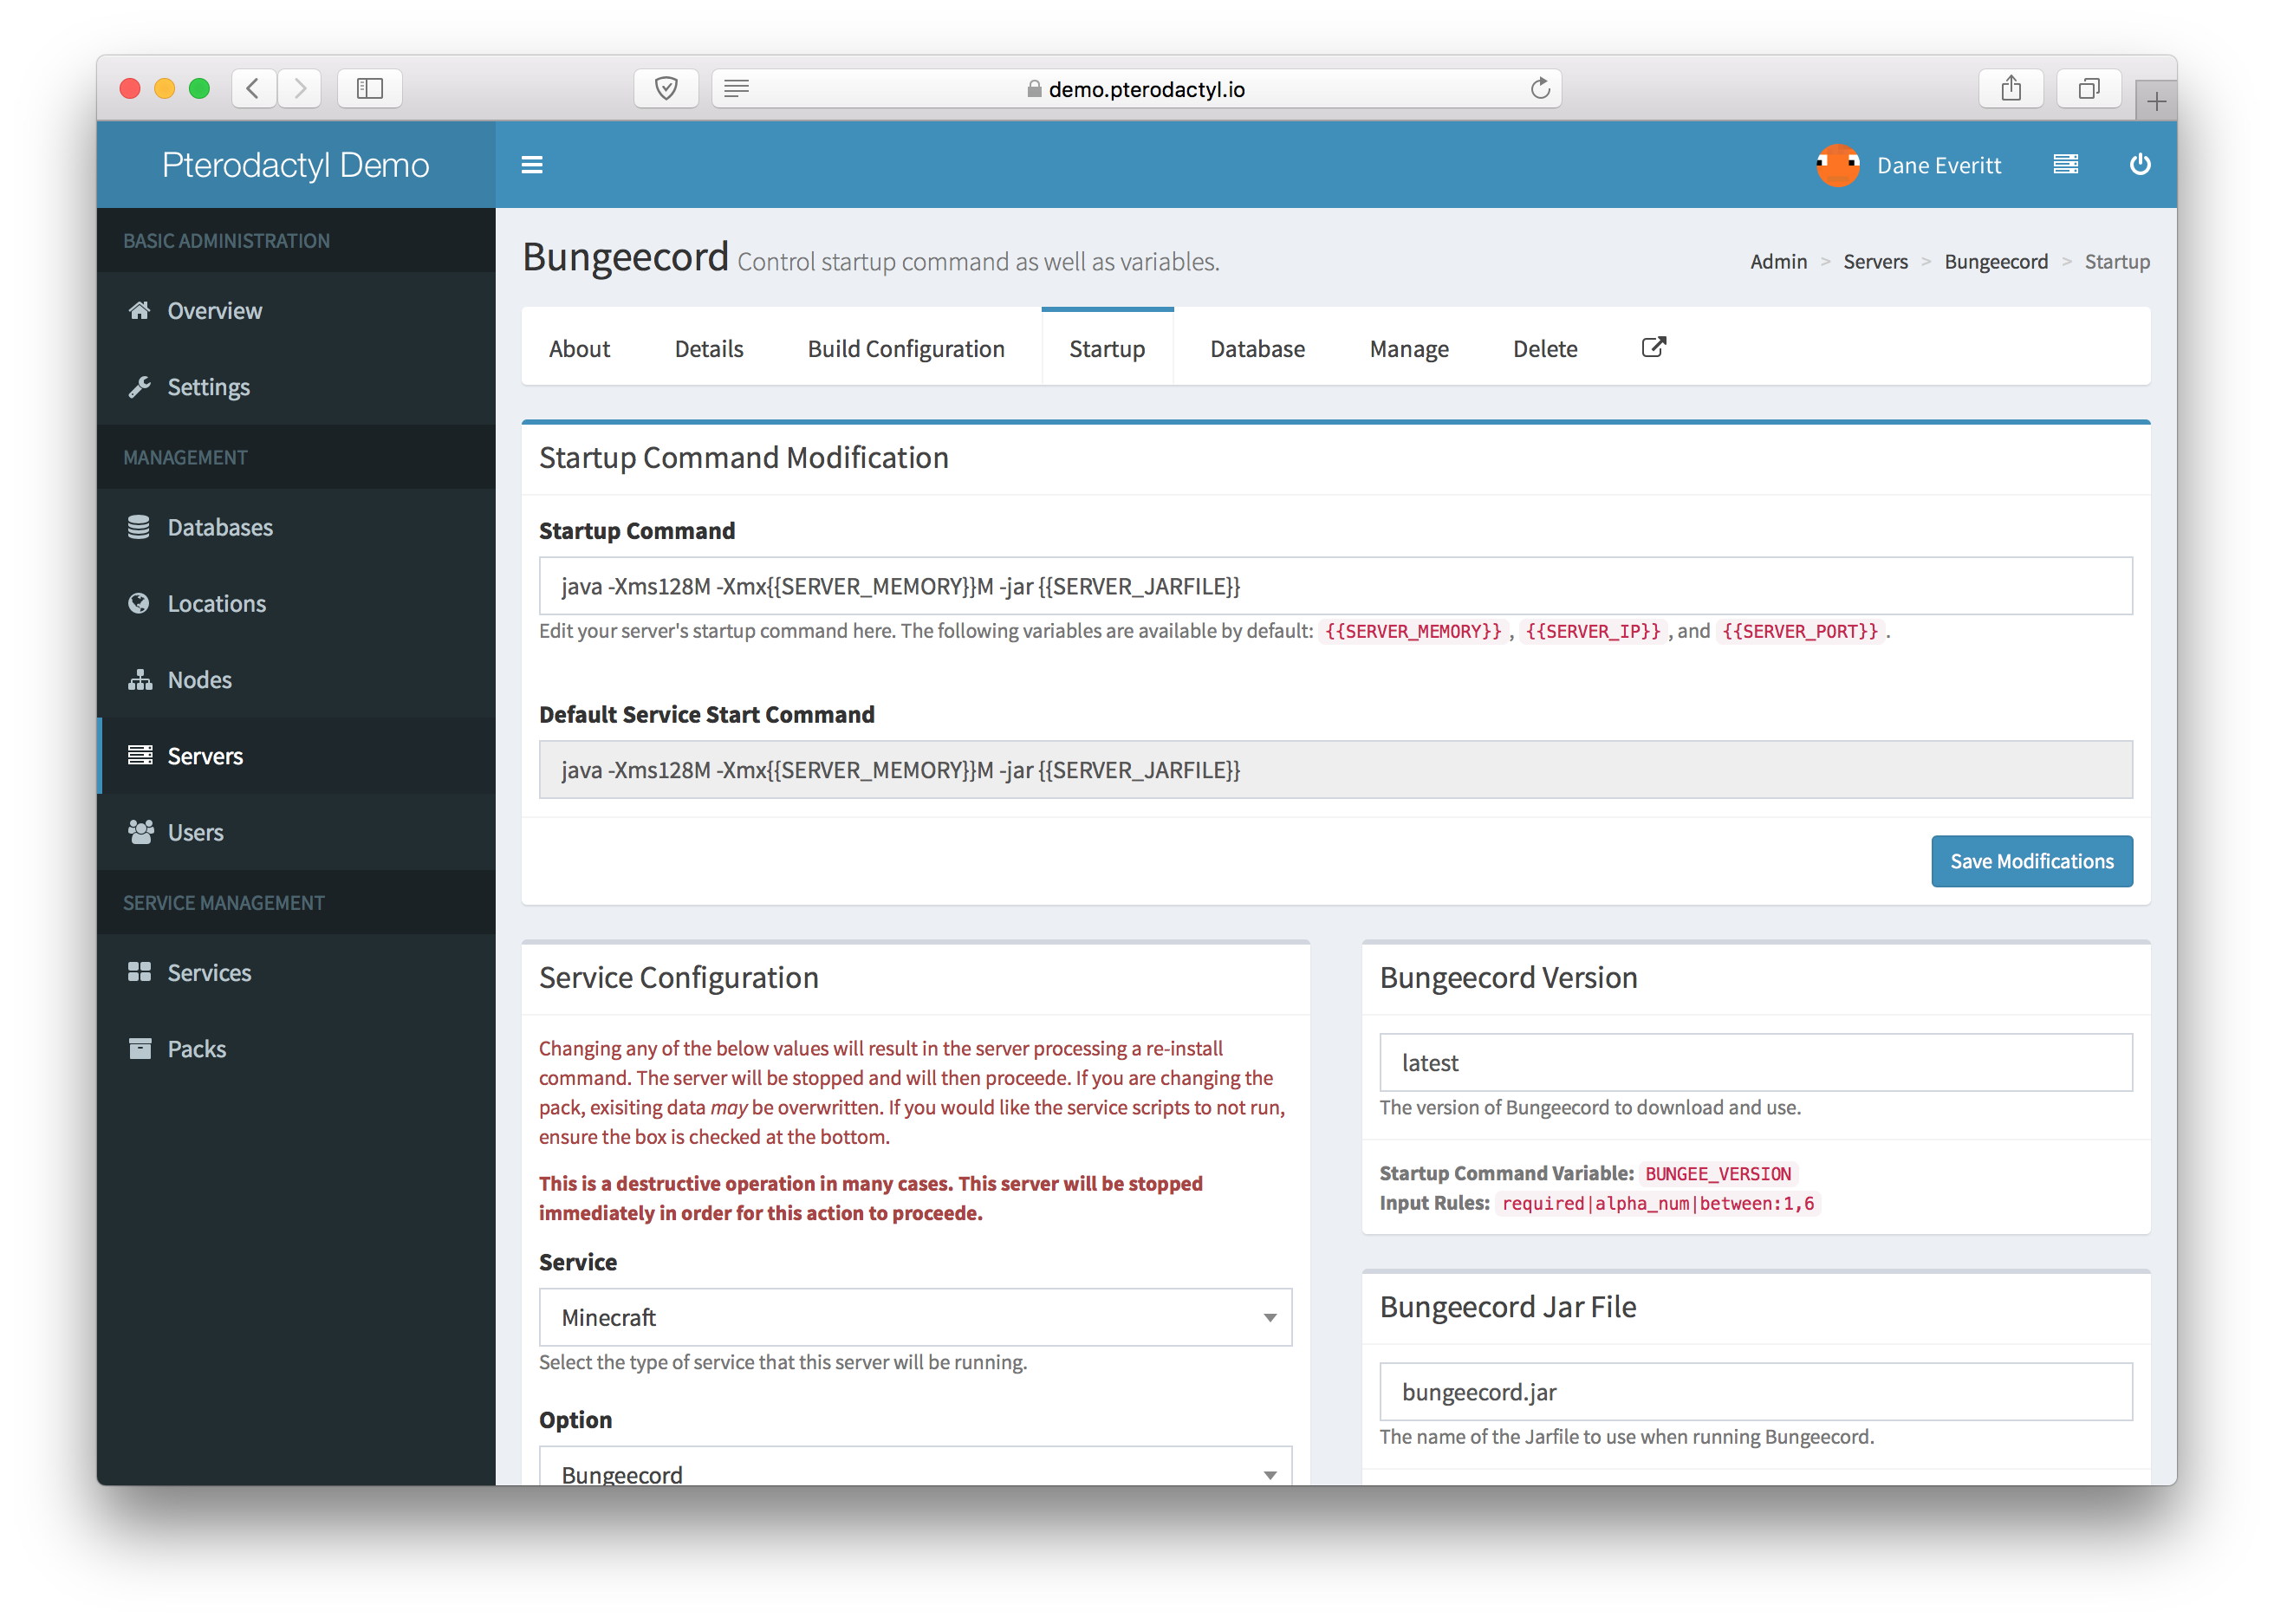 demo.pterodactyl.io
Pterodactyl Demo
Dane Everitt
BASIC ADMINISTRATION
Overview
Settings
MANAGEMENT
Databases
Locations
Nodes
Servers
Users
SERVICE MANAGEMENT
Services
Packs
Bungeecord Control startup command as well as variables.
Admin > Servers > Bungeecord > Startup
About Details Build Configuration Startup Database Manage Delete
Startup Command Modification
Startup Command
java -Xms128M -Xmx{{SERVER_MEMORY}}M -jar {{SERVER_JARFILE}}
Edit your server's startup command here. The following variables are available by default: {{SERVER_MEMORY}} , {{SERVER_IP}} , and {{SERVER_PORT}} .
Default Service Start Command
java -Xms128M -Xmx{{SERVER_MEMORY}}M -jar {{SERVER_JARFILE}}
Save Modifications
Service Configuration
Changing any of the below values will result in the server processing a re-install
command. The server will be stopped and will then proceede. If you are changing the
pack, exisiting data may be overwritten. If you would like the service scripts to not run,
ensure the box is checked at the bottom.
This is a destructive operation in many cases. This server will be stopped
immediately in order for this action to proceede.
Service
Minecraft
Select the type of service that this server will be running.
Option
Bungeecord
Bungeecord Version
latest
The version of Bungeecord to download and use.
Startup Command Variable: BUNGEE_VERSION
Input Rules: required|alpha_num|between:1,6
Bungeecord Jar File
bungeecord.jar
The name of the Jarfile to use when running Bungeecord.